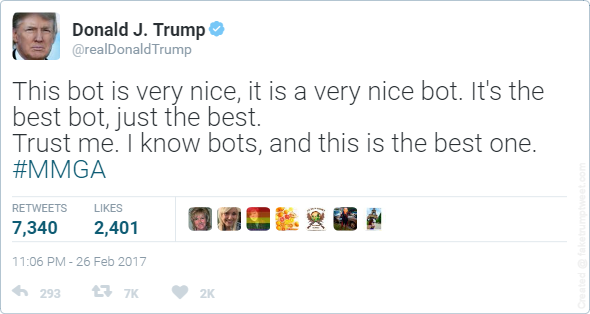 Donald J. Trump
@realDonaldTrump
This bot is very nice, it is a very nice bot. It's the
best bot, just the best.
Trust me. I know bots, and this is the best one.
#MMGA
RETWEETS LIKES
7,340 2,401
11:06 PM - 26 Feb 2017
293 7K 2K
Created @ faketrumptweet.com